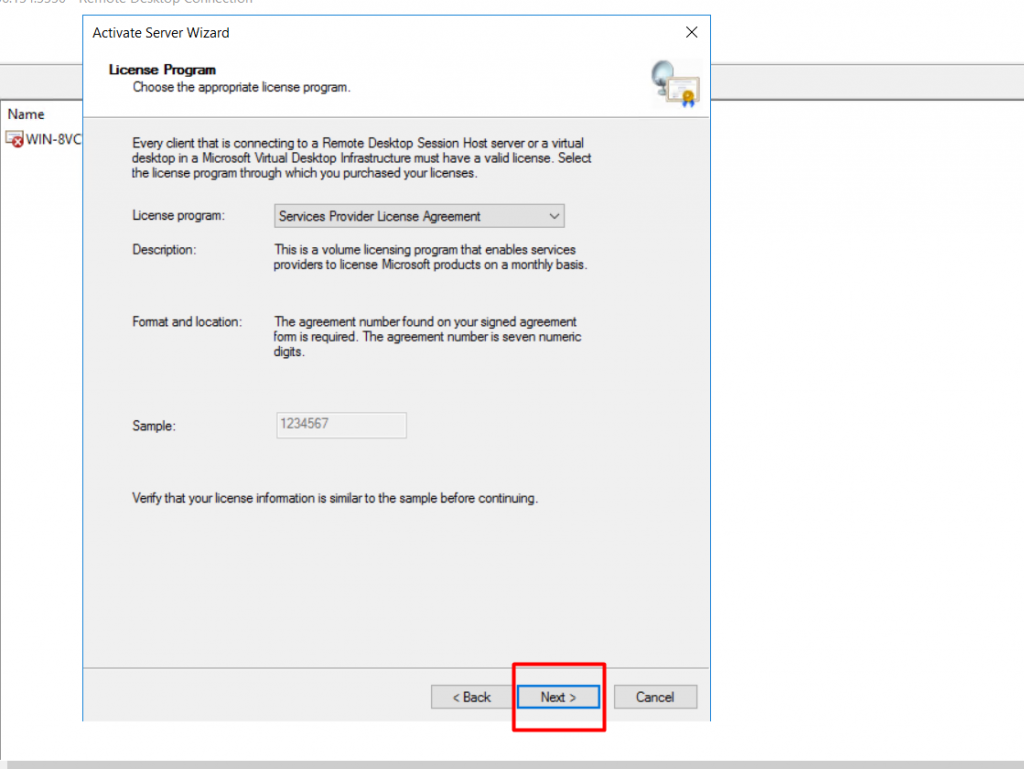 Remote Desktop Connection
Activate Server Wizard
License Program
Choose the appropriate license program.
Name
WIN-8VC
Every client that is connecting to a Remote Desktop Session Host server or a virtual
desktop in a Microsoft Virtual Desktop Infrastructure must have a valid license. Select
the license program through which you purchased your licenses.
License program:
Services Provider License Agreement
Description:
This is a volume licensing program that enables services
providers to license Microsoft products on a monthly basis.
Format and location:
The agreement number found on your signed agreement
form is required. The agreement number is seven numeric
digits.
Sample:
1234567
Verify that your license information is similar to the sample before continuing.
< Back
Next >
Cancel